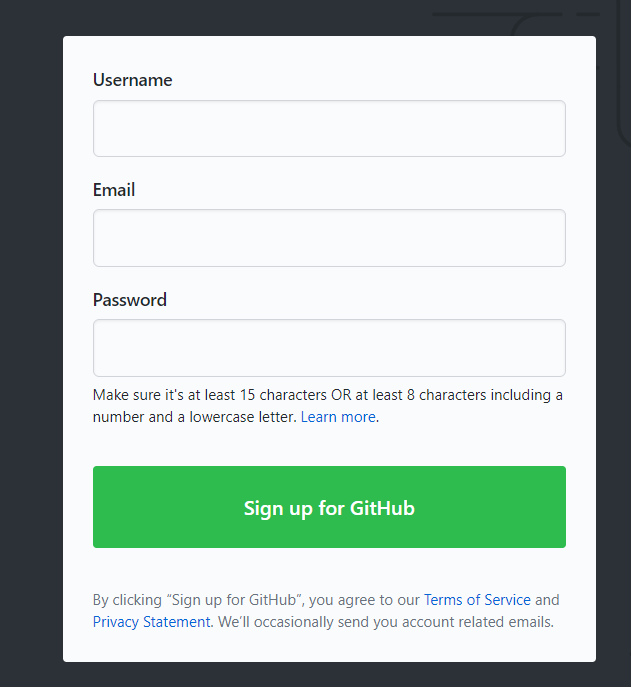 Username
Email
Password
Make sure it's at least 15 characters OR at least 8 characters including a
number and a lowercase letter. Learn more.
Sign up for GitHub
By clicking “Sign up for GitHub”, you agree to our Terms of Service and
Privacy Statement. We’ll occasionally send you account related emails.